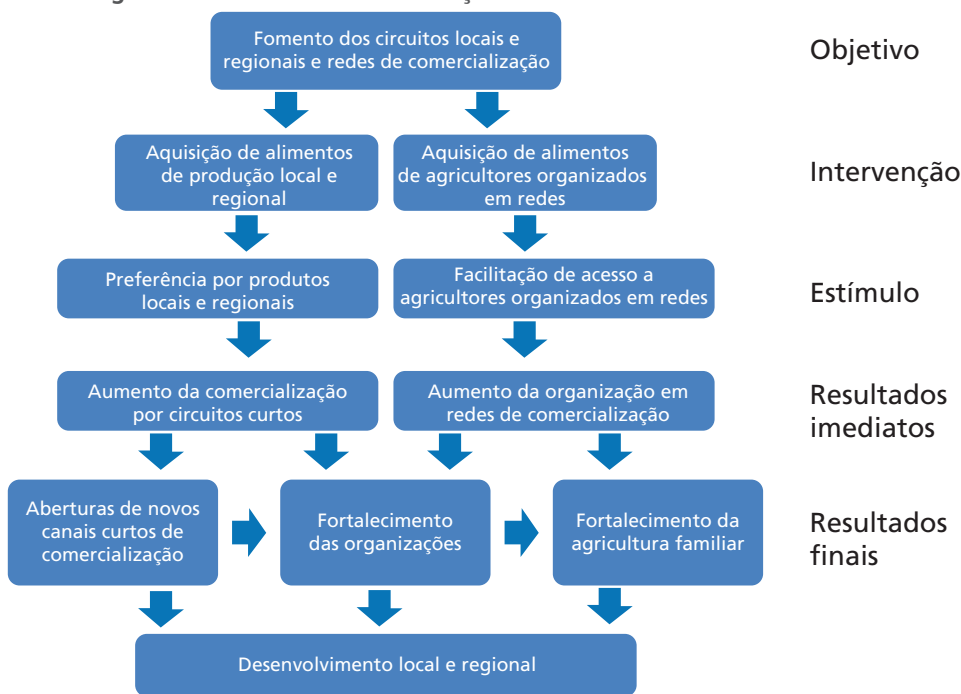 Fomento dos circuitos locais e
regionais e redes de comercialização
Objetivo
Aquisição de alimentos
de produção local e
regional
Aquisição de alimentos
de agricultores organizados
em redes
Intervenção
Preferência por produtos
locais e regionais
Facilitação de acesso a
agricultores organizados em redes
Estímulo
Aumento da comercialização
por circuitos curtos
Aumento da organização em
redes de comercialização
Resultados
imediatos
Aberturas de novos
canais curtos de
comercialização
Fortalecimento
das organizações
Fortalecimento da
agricultura familiar
Resultados
finais
Desenvolvimento local e regional